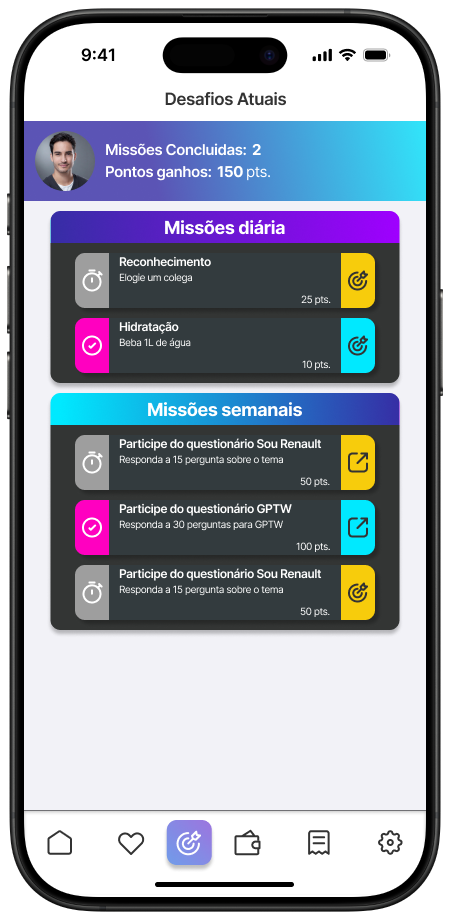 9:41
Desafios Atuais
Missões Concluidas: 2
Pontos ganhos: 150 pts.
Missões diária
Reconhecimento
Elogie um colega
25 pts.
Hidratação
Beba 1L de água
10 pts.
Missões semanais
Participe do questionário Sou Renault
Responda a 15 pergunta sobre o tema
50 pts.
Participe do questionário GPTW
Responda a 30 perguntas para GPTW
100 pts.
Participe do questionário Sou Renault
Responda a 15 pergunta sobre o tema
50 pts.